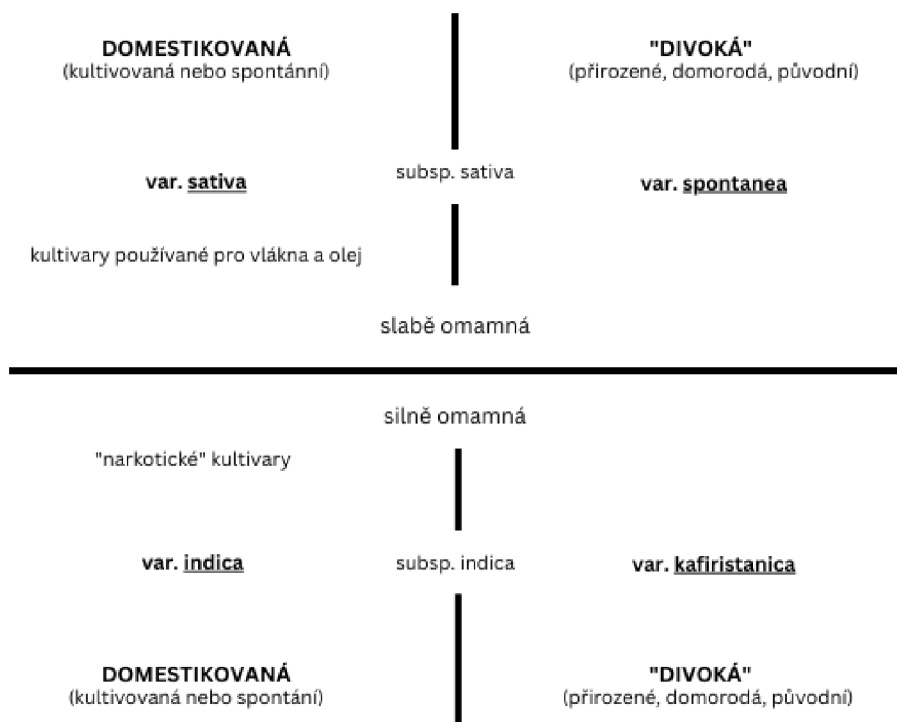 DOMESTIKOVANÁ
(kultivovaná nebo spontánní)
"DIVOKÁ"
(přirozené, domorodá, původní)
var. sativa
subsp. sativa
var. spontanea
kultivary používané pro vlákna a olej
slabě omamná
silně omamná
"narkotické" kultivary
var. indica
subsp. indica
var. kafiristanica
DOMESTIKOVANÁ
(kultivovaná nebo spontání)
"DIVOKÁ"
(přirozené, domorodá, původní)